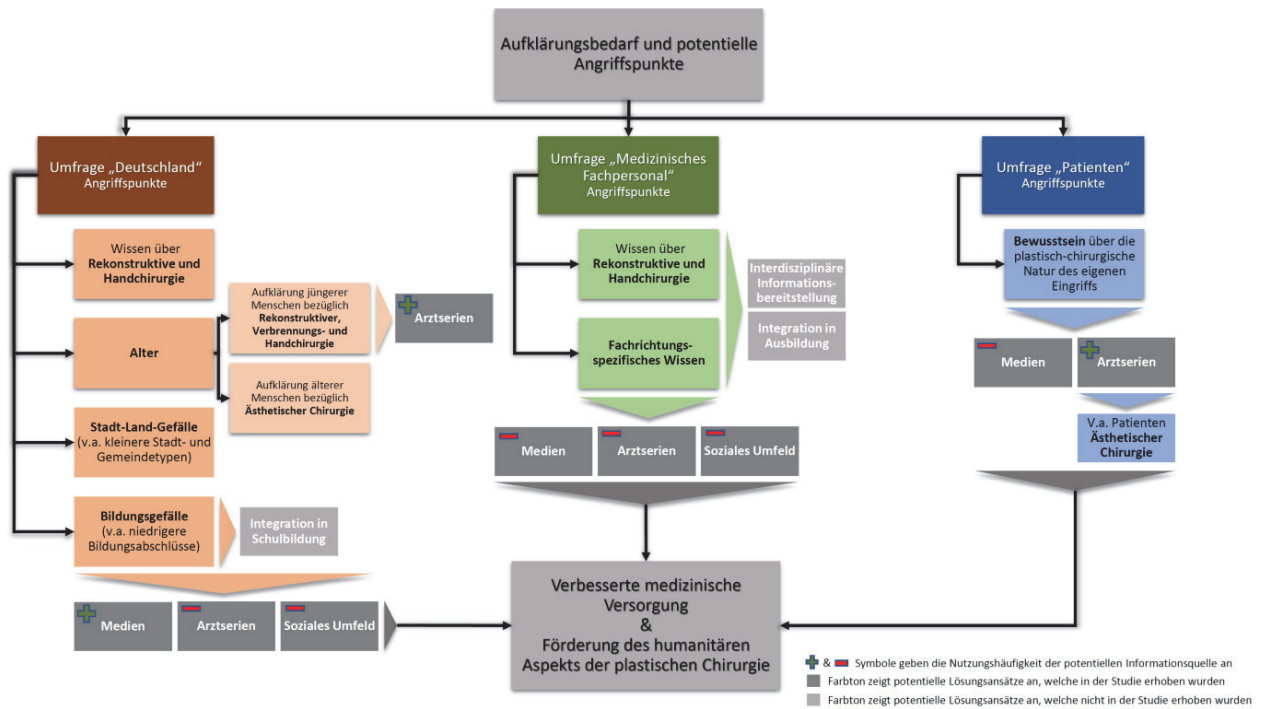 Aufklärungsbedarf und potentielle
Angriffspunkte
Umfrage „Deutschland“
Angriffspunkte
Wissen über
Rekonstruktive und
Handchirurgie
Alter
Aufklärung jüngerer
Menschen bezüglich
Rekonstruktiver,
Verbrennungs- und
Handchirurgie
Arztserien
Aufklärung älterer
Menschen bezüglich
Ästhetischer Chirurgie
Stadt-Land-Gefälle
(v.a. kleinere Stadt- und
Gemeindetypen)
Bildungsgefälle
(v.a. niedrigere
Bildungsabschlüsse)
Integration in
Schulbildung
Medien
Arztserien
Soziales Umfeld
Umfrage „Medizinisches
Fachpersonal“
Angriffspunkte
Wissen über
Rekonstruktive und
Handchirurgie
Fachrichtungs-
spezifisches Wissen
Interdisziplinäre
Informations-
bereitstellung
Integration in
Ausbildung
Medien
Arztserien
Soziales Umfeld
Umfrage „Patienten“
Angriffspunkte
Bewusstsein über die
plastisch-chirurgische
Natur des eigenen
Eingriffs
Medien
Arztserien
V.a. Patienten
Ästhetischer
Chirurgie
Verbesserte medizinische
Versorgung
&
Förderung des humanitären
Aspekts der plastischen Chirurgie
& Symbole geben die Nutzungshäufigkeit der potentiellen Informationsquelle an
Farbton zeigt potentielle Lösungsansätze an, welche in der Studie erhoben wurden
Farbton zeigt potentielle Lösungsansätze an, welche nicht in der Studie erhoben wurden